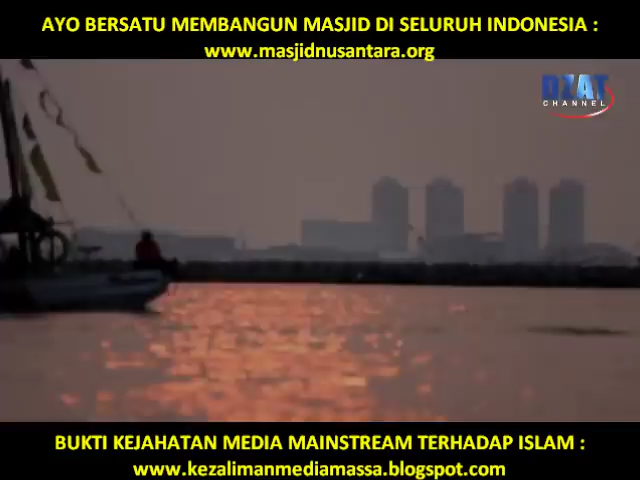 AYO BERSATU MEMBANGUN MASJID DI SELURUH INDONESIA :
www.masjidnusantara.org
DZAT
CHANNEL
BUKTI KEJAHATAN MEDIA MAINSTREAM TERHADAP ISLAM :
www.kezalimanmediamassa.blogspot.com